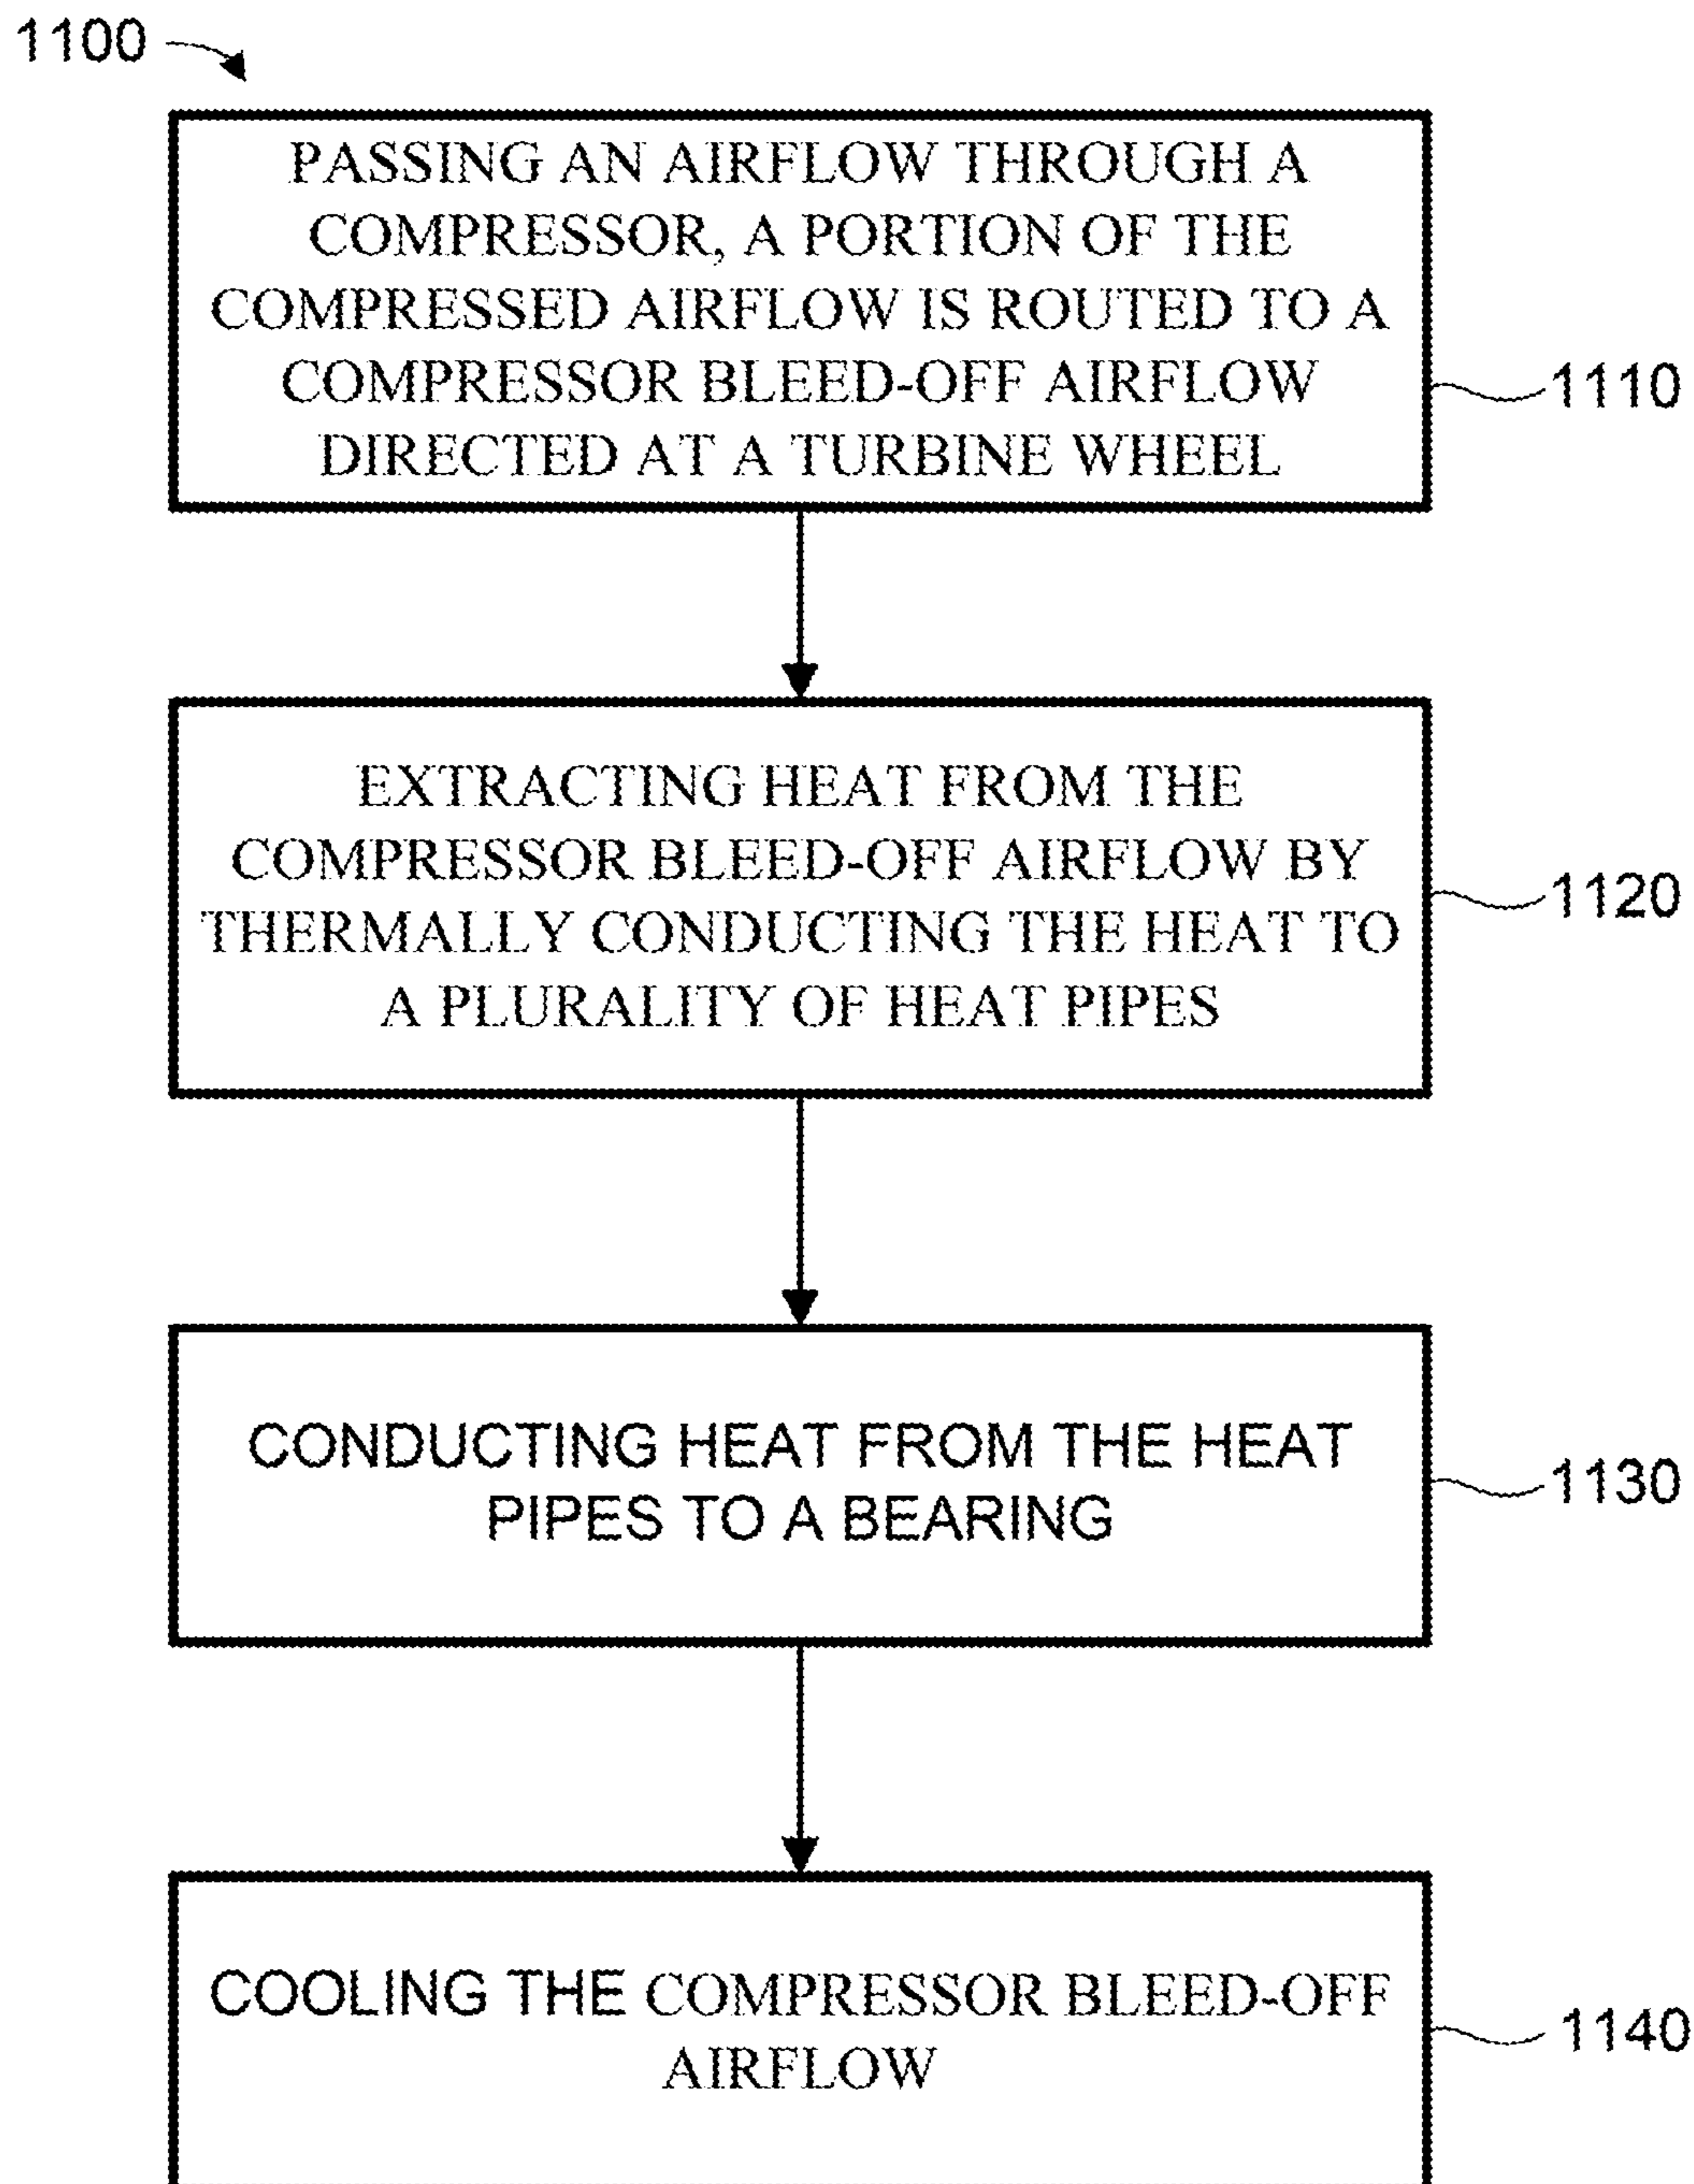 1100
PASSING AN AIRFLOW THROUGH A
COMPRESSOR, A PORTION OF THE
COMPRESSED AIRFLOW IS ROUTED TO A
COMPRESSOR BLEED-OFF AIRFLOW
DIRECTED AT A TURBINE WHEEL
1110
EXTRACTING HEAT FROM THE
COMPRESSOR BLEED-OFF AIRFLOW BY
THERMALLY CONDUCTING THE HEAT TO
A PLURALITY OF HEAT PIPES
1120
CONDUCTING HEAT FROM THE HEAT
PIPES TO A BEARING
1130
COOLING THE COMPRESSOR BLEED-OFF
AIRFLOW
1140